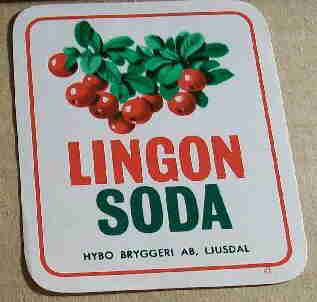 LINGON
SODA
HYBO BRYGGERI AB, LJUSDAL